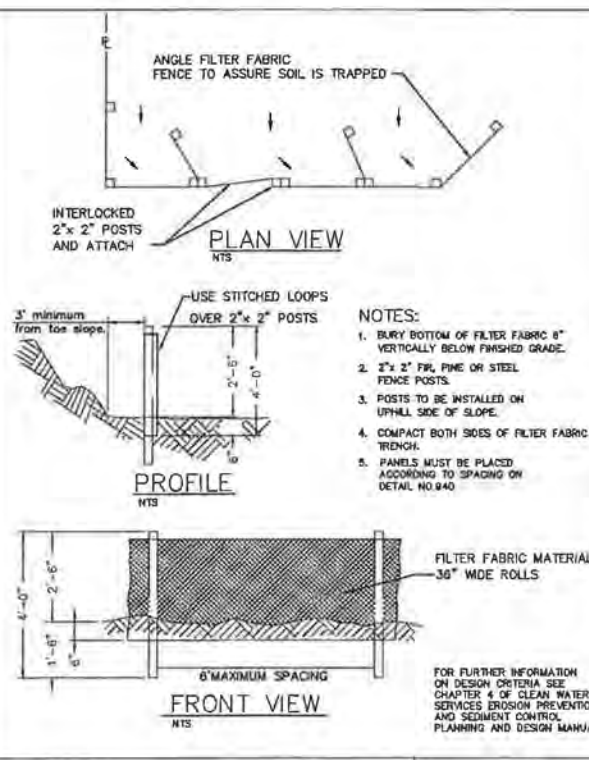 PL
ANGLE FILTER FABRIC
FENCE TO ASSURE SOIL IS TRAPPED
INTERLOCKED
2"x 2" POSTS
AND ATTACH
PLAN VIEW
NTS
3' minimum
from toe slope.
USE STITCHED LOOPS
OVER 2"x 2" POSTS
2'-6"
4'-0"
6"
PROFILE
NTS
NOTES:
1. BURY BOTTOM OF FILTER FABRIC 6"
VERTICALLY BELOW FINISHED GRADE.
2. 2"x 2" FIR, PINE OR STEEL
FENCE POSTS.
3. POSTS TO BE INSTALLED ON
UPHILL SIDE OF SLOPE.
4. COMPACT BOTH SIDES OF FILTER FABRIC
TRENCH.
5. PANELS MUST BE PLACED
ACCORDING TO SPACING ON
DETAIL NO.940
4'-0"
2'-6"
1'-6"
6"
FILTER FABRIC MATERIAL
36" WIDE ROLLS
6'MAXIMUM SPACING
FRONT VIEW
NTS
FOR FURTHER INFORMATION
ON DESIGN CRITERIA SEE
CHAPTER 4 OF CLEAN WATER
SERVICES EROSION PREVENTIO
AND SEDIMENT CONTROL
PLANNING AND DESIGN MANUA